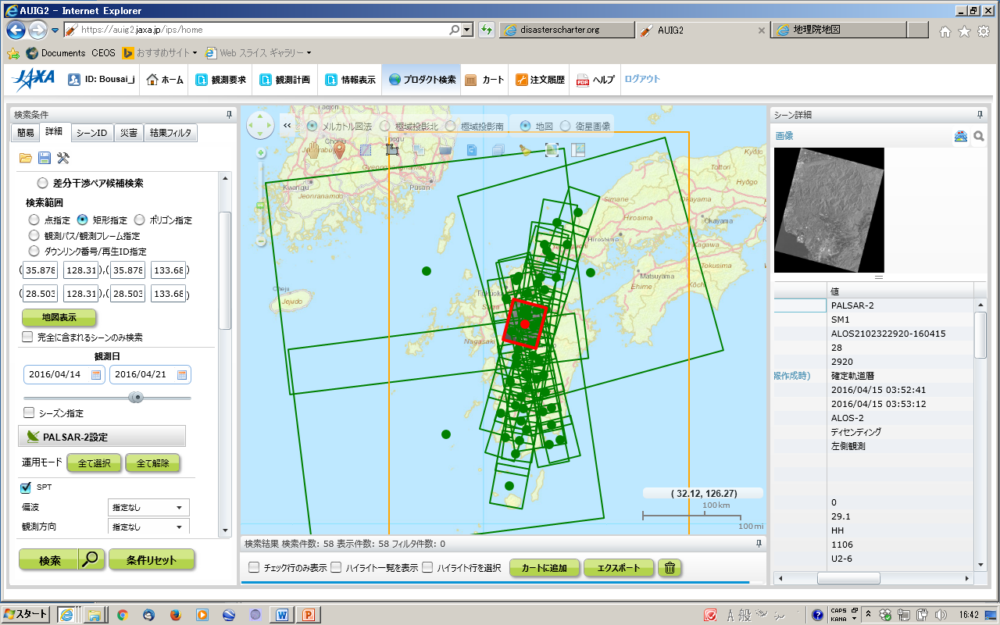 AUIG2 - Internet Explorer
https://auig2.jaxa.jp/ips/home
disasterscharter.org
AUIG2
地理院地図
Documents CEOS おすすめサイト Web スライス ギャラリー
JAXA
ID: Bousai_j
ホーム
観測要求
観測計画
情報表示
プロダクト検索
カート
注文履歴
ヘルプ
ログアウト
検索条件
簡易 詳細 シーンID 災害 結果フィルタ
差分干渉ペア候補検索
検索範囲
点指定 矩形指定 ポリゴン指定
観測パス/観測フレーム指定
ダウンリンク番号/再生ID指定
(35.878 128.31),(35.878 133.68)
(28.503 128.31),(28.503 133.68)
地図表示
完全に含まれるシーンのみ検索
観測日
2016/04/14 2016/04/21
シーズン指定
PALSAR-2設定
運用モード 全て選択 全て解除
SPT
偏波 指定なし
観測方向 指定なし
検索 条件リセット
メルカトル図法 極域投影北 極域投影南 地図 衛星画像
Kwangju
Jeonranamdo
Pusan
Cheju
Jejudo
Nagasaki
Simane
Tottori
Kyôto
Hyôgo
Okayama
Hirosima
Hiroshima
Kagawa
Tokusima
Matsuyama
Ehime
Kôchi
( 32.12, 126.27)
100 km
100 mi
検索結果 検索件数: 58 表示件数: 58 フィルタ件数: 0
チェック行のみ表示 ハイライト一覧を表示 ハイライト行を選択 カートに追加 エクスポート
シーン詳細
画像
値
PALSAR-2
SM1
ALOS2102322920-160415
28
2920
報作成時) 確定軌道暦
2016/04/15 03:52:41
2016/04/15 03:53:12
ALOS-2
ディセンディング
左側観測
0
29.1
HH
1106
U2-6
スタート
A 般
CAPS
KANA
16:42